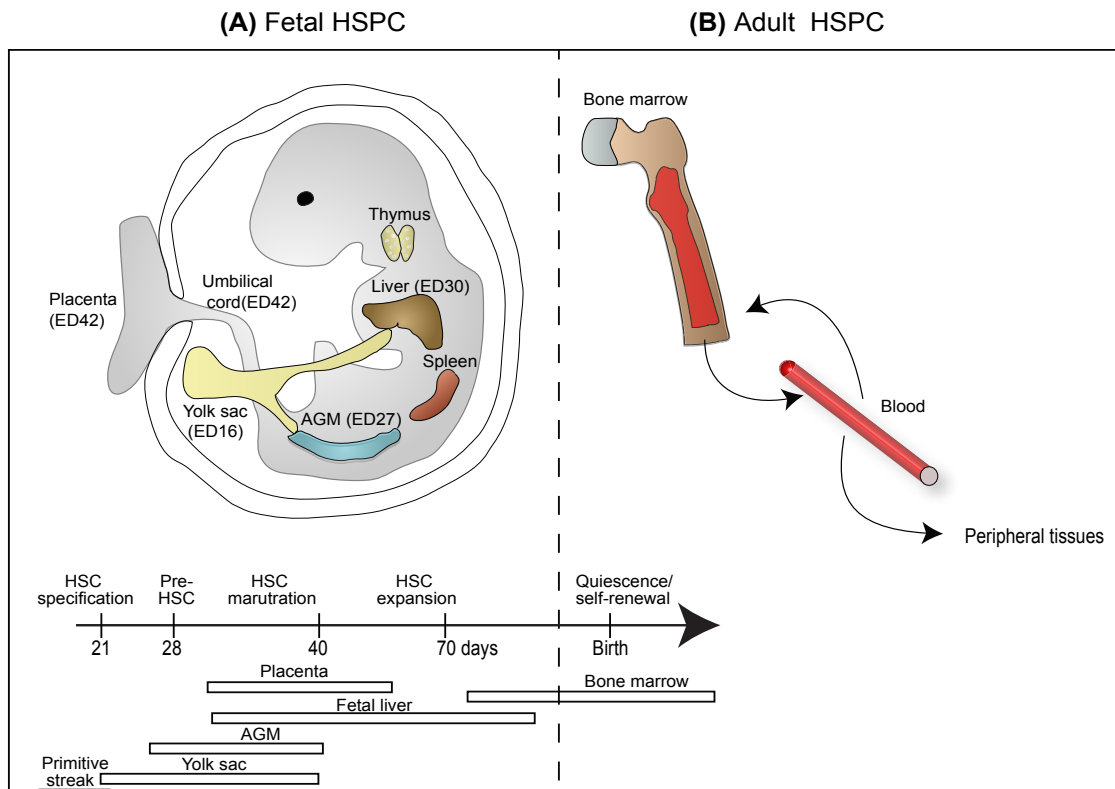 (A) Fetal HSPC
(B) Adult HSPC
Bone marrow
Thymus
Umbilical
cord(ED42)
Liver (ED30)
Placenta
(ED42)
Spleen
Yolk sac
(ED16)
AGM (ED27)
Blood
Peripheral tissues
HSC
specification
Pre-
HSC
HSC
marutration
HSC
expansion
Quiescence/
self-renewal
21
28
40
70 days
Birth
Placenta
Bone marrow
Fetal liver
AGM
Primitive
streak
Yolk sac